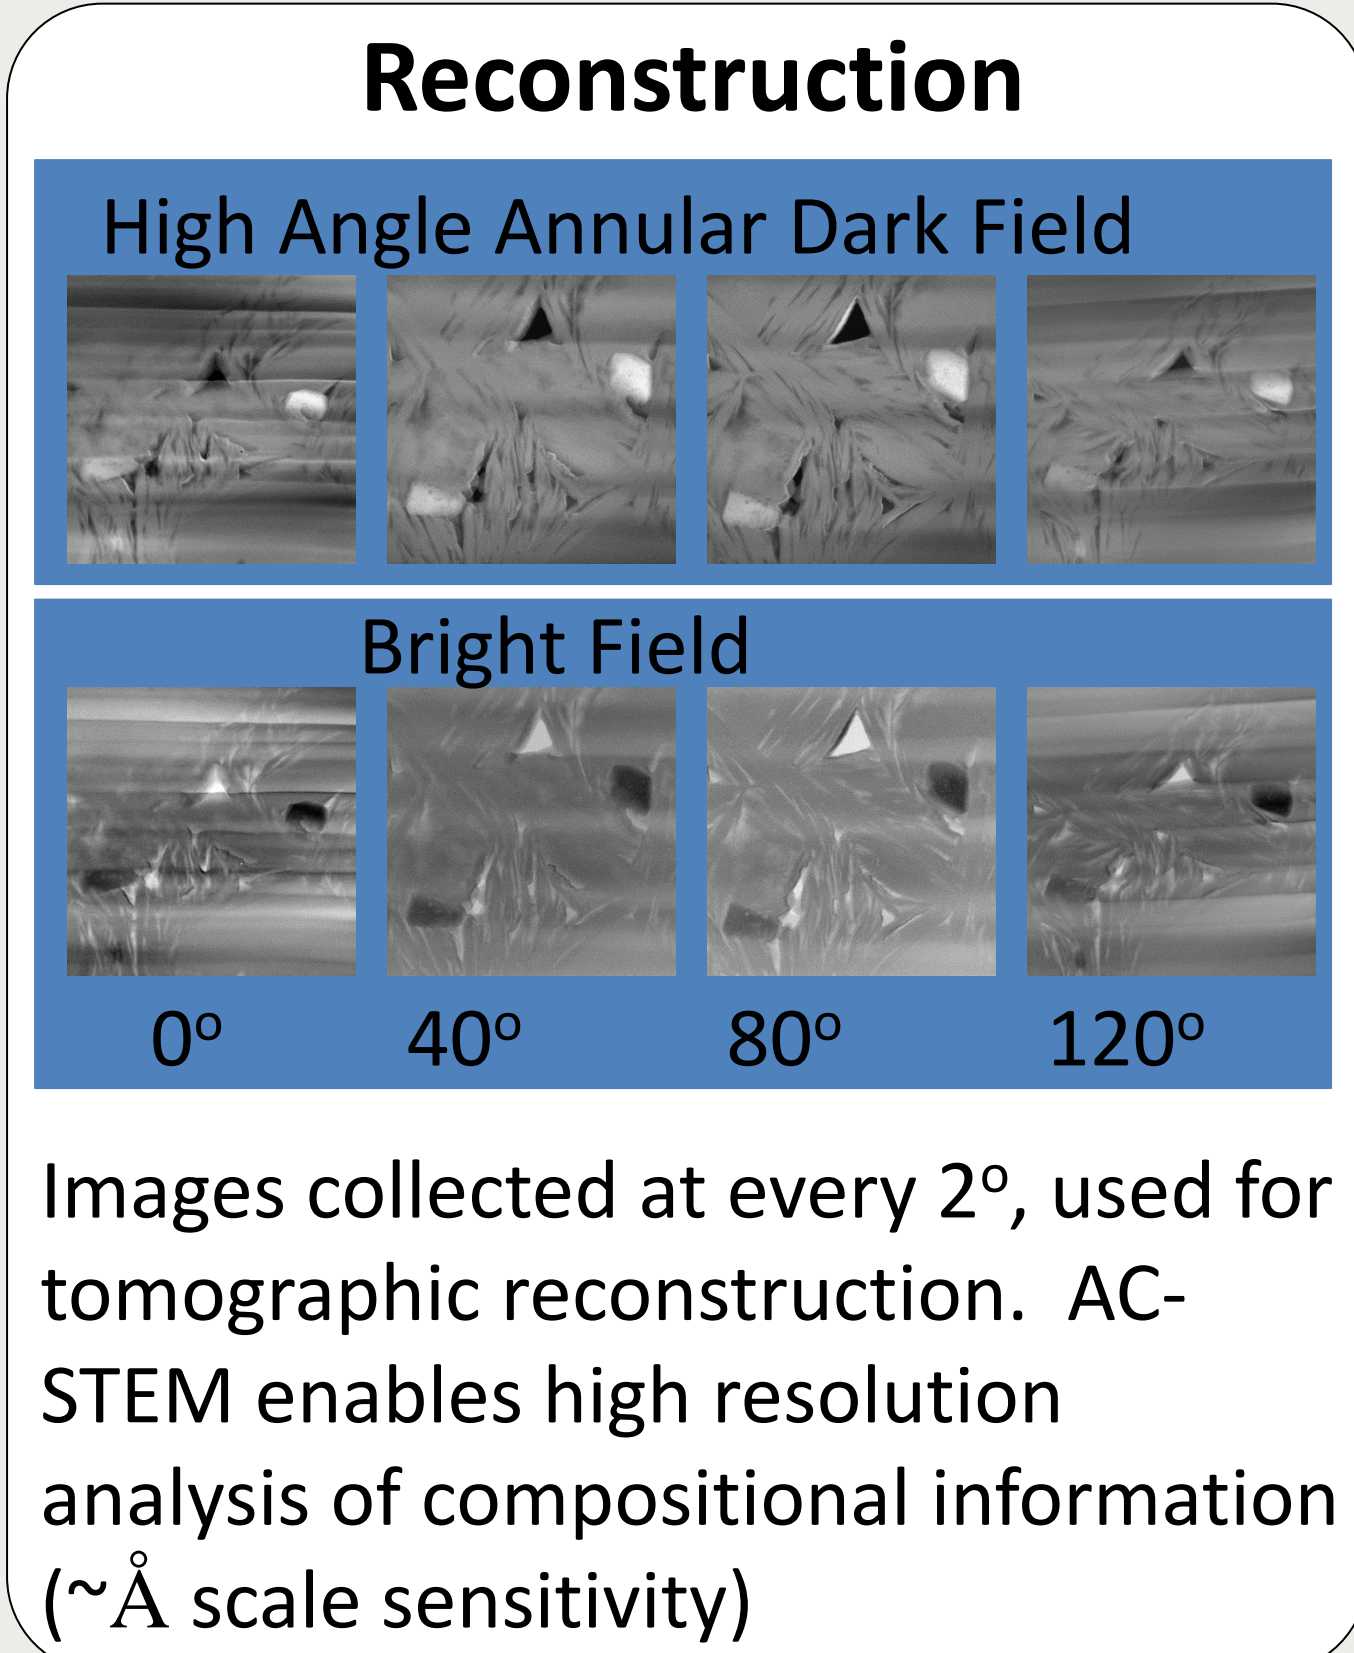 Reconstruction
High Angle Annular Dark Field
Bright Field
0º 40º 80º 120º
Images collected at every 2º, used for
tomographic reconstruction.  AC-
STEM enables high resolution
analysis of compositional information
(~Å scale sensitivity)